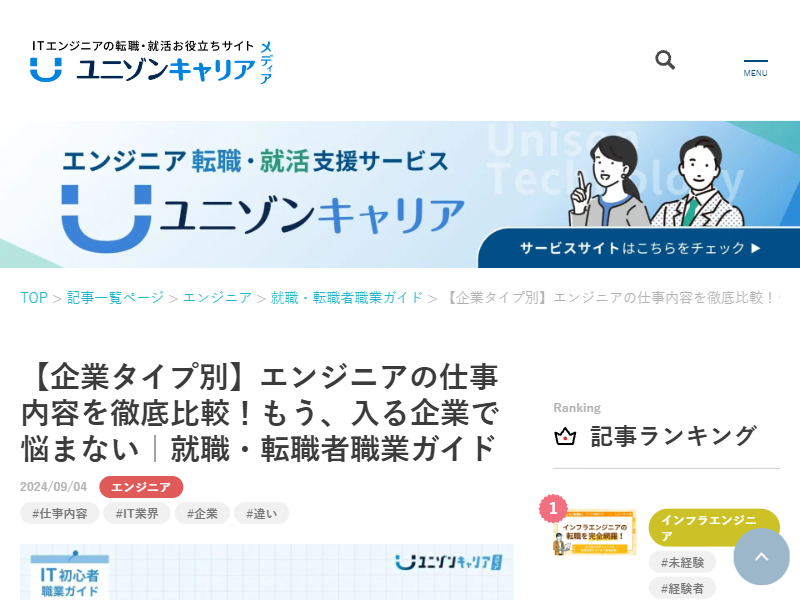 ITエンジニアの転職・就活お役立ちサイト
ユニゾンキャリア
メディア
MENU
Unison
Technology
エンジニア転職・就活支援サービス
ユニゾンキャリア
サービスサイトはこちらをチェック ▶
TOP > 記事一覧ページ > エンジニア > 就職・転職者職業ガイド > 【企業タイプ別】エンジニアの仕事内容を徹底比較！
【企業タイプ別】エンジニアの仕事
内容を徹底比較！もう、入る企業で
悩まない｜就職・転職者職業ガイド
2024/09/04 エンジニア
#仕事内容 #IT業界 #企業 #違い
IT初心者
職業ガイド
ユニゾンキャリア
Ranking
記事ランキング
1
インフラエンジニアの
転職を完全網羅！
インフラエンジニ
ア
#未経験
#経験者